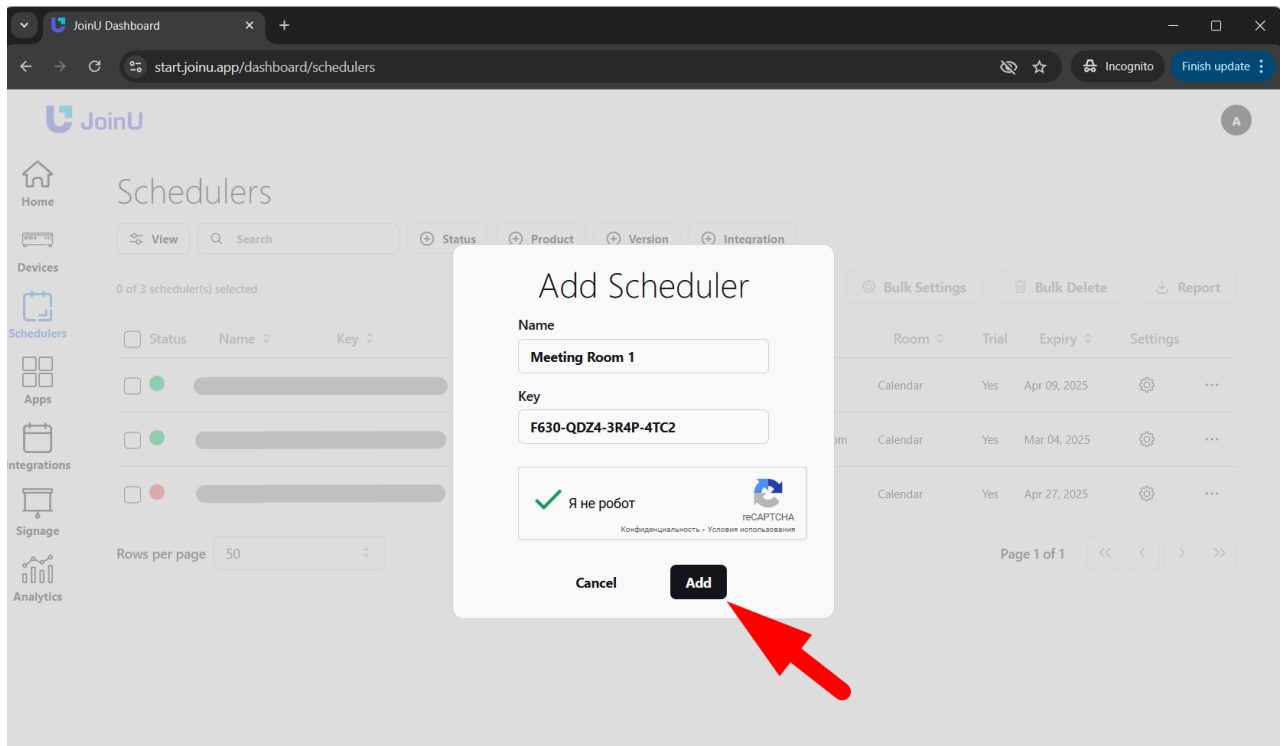 JoinU Dashboard
start.joinu.app/dashboard/schedulers
Incognito
Finish update
JoinU
A
Home
Devices
Schedulers
Apps
Integrations
Signage
Analytics
Schedulers
View
Search
Status
Product
Version
Integration
0 of 3 scheduler(s) selected
Bulk Settings
Bulk Delete
Report
Status Name Key Room Trial Expiry Settings
Calendar Yes Apr 09, 2025
om Calendar Yes Mar 04, 2025
Calendar Yes Apr 27, 2025
Rows per page 50
Page 1 of 1
Add Scheduler
Name
Meeting Room 1
Key
F630-QDZ4-3R4P-4TC2
Я не робот
reCAPTCHA
Конфиденциальность - Условия использования
Cancel
Add